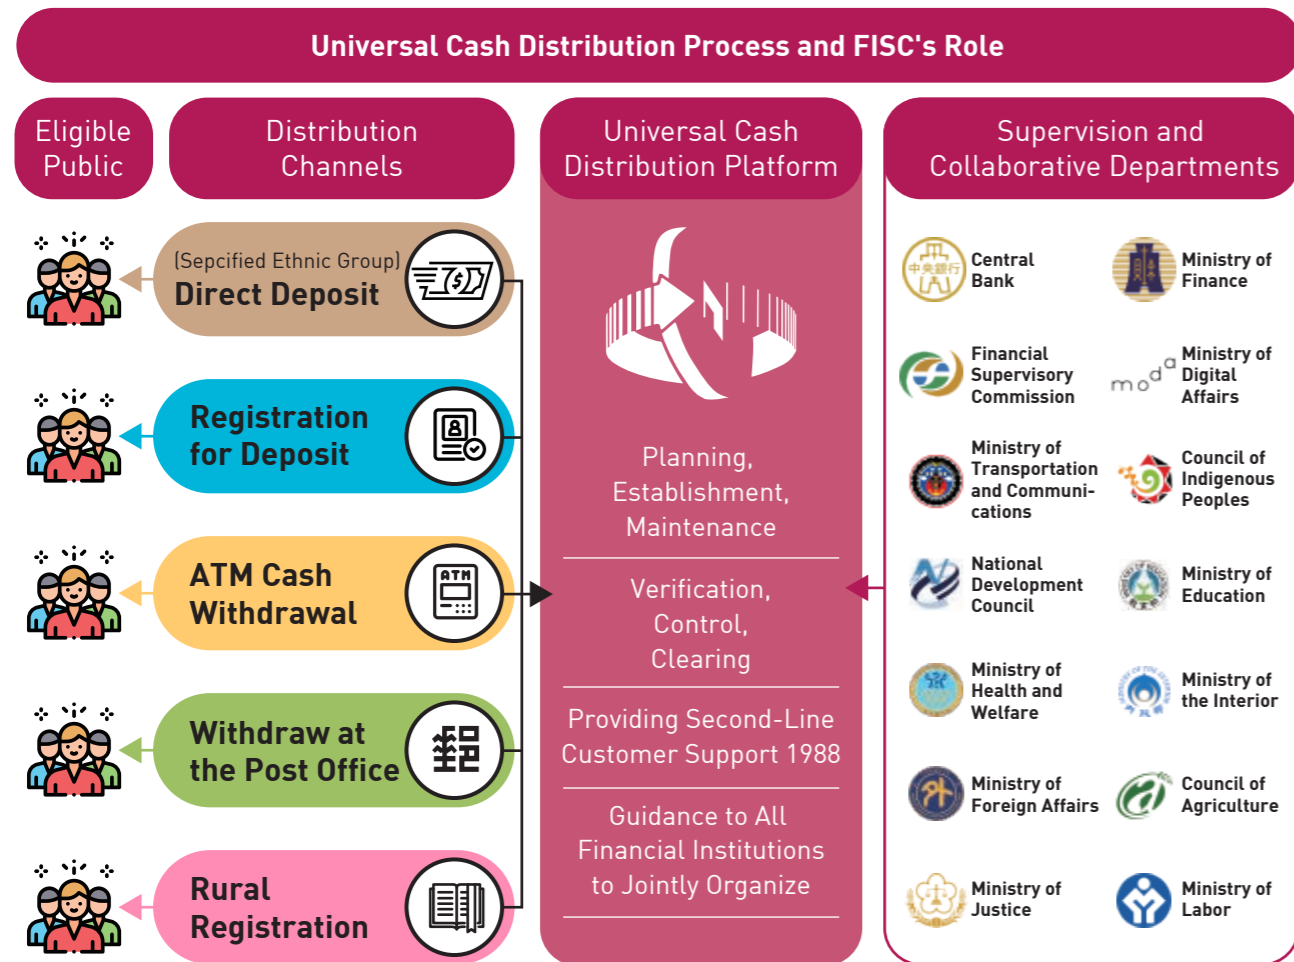 Universal Cash Distribution Process and FISC's Role
Eligible
Public
Distribution
Channels
Universal Cash
Distribution Platform
Supervision and
Collaborative Departments
(Sepcified Ethnic Group)
Direct Deposit
Registration
for Deposit
ATM Cash
Withdrawal
ATM
Withdraw at
the Post Office
Rural
Registration
Planning,
Establishment,
Maintenance
Verification,
Control,
Clearing
Providing Second-Line
Customer Support 1988
Guidance to All
Financial Institutions
to Jointly Organize
中央銀行
Central
Bank
Ministry of
Finance
Financial
Supervisory
Commission
moda
Ministry of
Digital
Affairs
Ministry of
Transportation
and Communi-
cations
Council of
Indigenous
Peoples
National
Development
Council
Ministry of
Education
Ministry of
Health and
Welfare
Ministry of
the Interior
Ministry of
Foreign Affairs
Council of
Agriculture
Ministry of
Justice
Ministry of
Labor